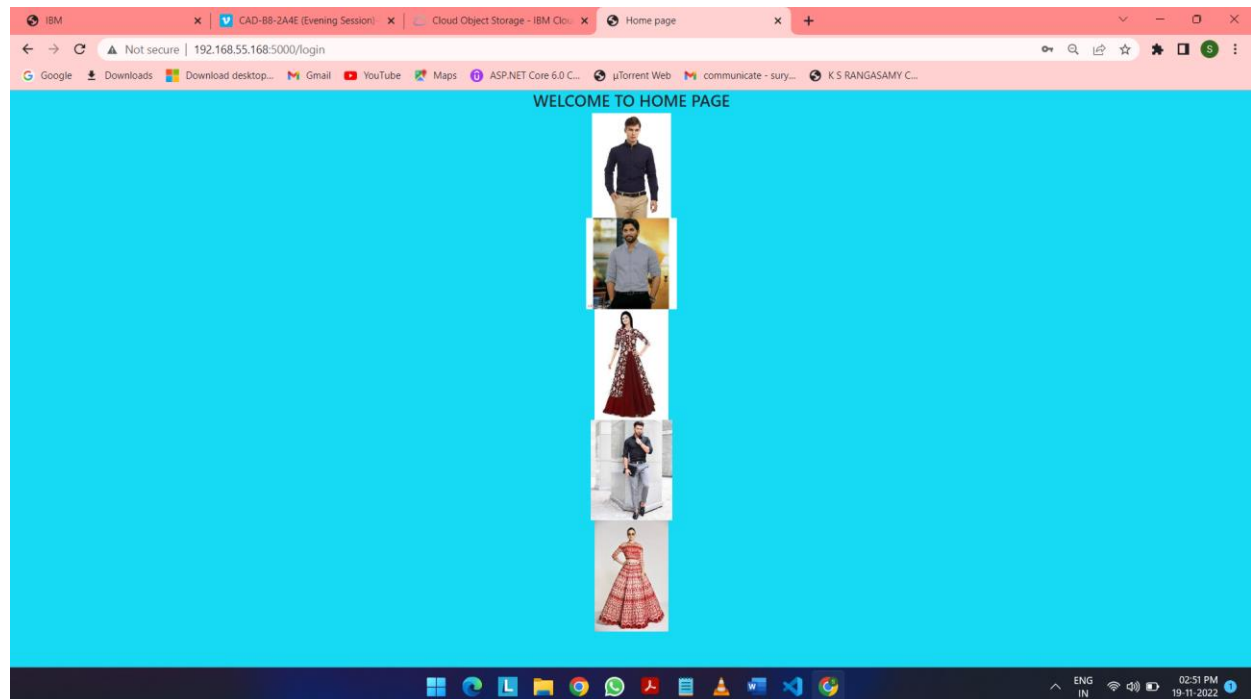 IBM
CAD-B8-2A4E (Evening Session)-
Cloud Object Storage - IBM Clou
Home page
Not secure | 192.168.55.168:5000/login
Google Downloads Download desktop... Gmail YouTube Maps ASP.NET Core 6.0 C... µTorrent Web communicate - sury... K S RANGASAMY C...
WELCOME TO HOME PAGE
ENG
IN
02:51 PM
19-11-2022